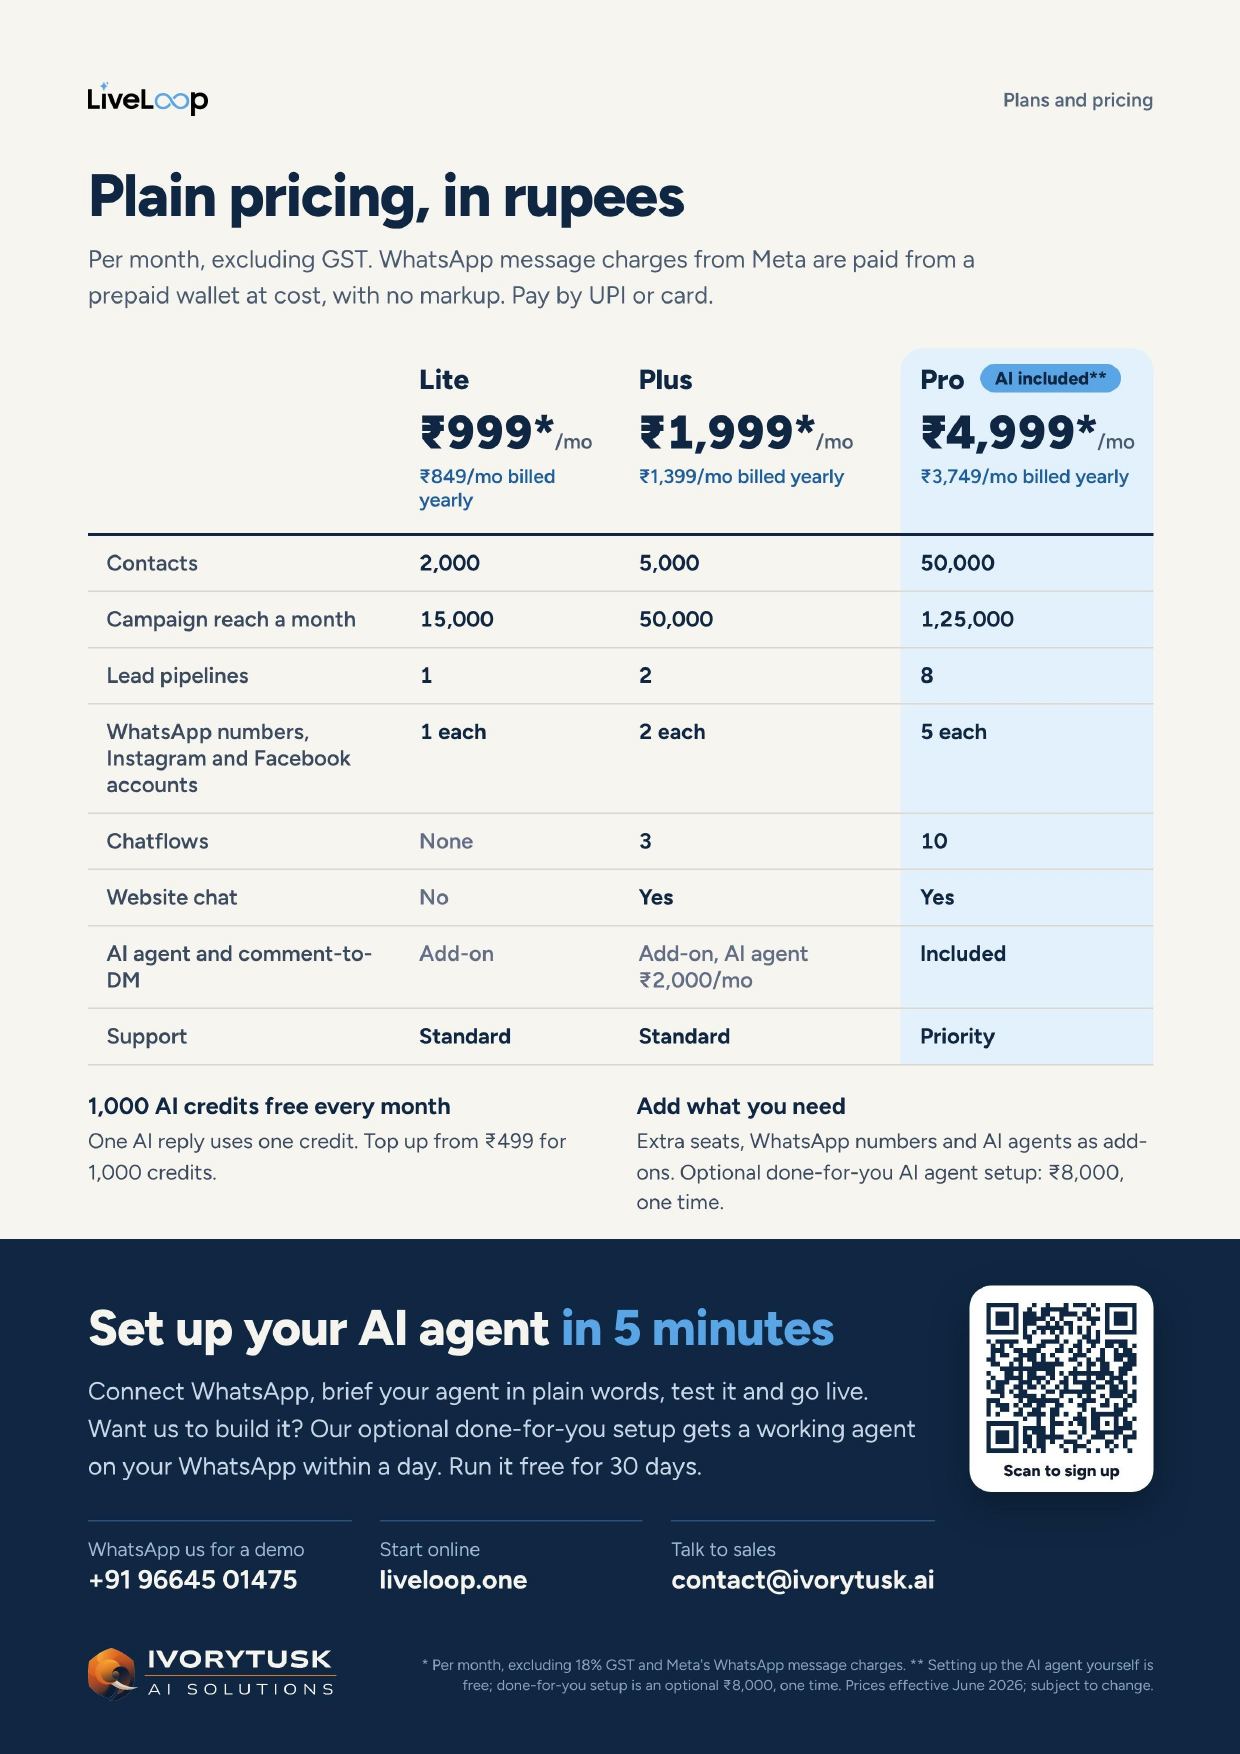 LiveLoop
Plans and pricing
Plain pricing, in rupees
Per month, excluding GST. WhatsApp message charges from Meta are paid from a
prepaid wallet at cost, with no markup. Pay by UPI or card.
Lite Plus Pro AI included**
₹999*/mo ₹1,999*/mo ₹4,999*/mo
₹849/mo billed yearly ₹1,399/mo billed yearly ₹3,749/mo billed yearly
Contacts 2,000 5,000 50,000
Campaign reach a month 15,000 50,000 1,25,000
Lead pipelines 1 2 8
WhatsApp numbers, 1 each 2 each 5 each
Instagram and Facebook
accounts
Chatflows None 3 10
Website chat No Yes Yes
AI agent and comment-to- Add-on Add-on, AI agent Included
DM ₹2,000/mo
Support Standard Standard Priority
1,000 AI credits free every month
One AI reply uses one credit. Top up from ₹499 for
1,000 credits.
Add what you need
Extra seats, WhatsApp numbers and AI agents as add-
ons. Optional done-for-you AI agent setup: ₹8,000,
one time.
Set up your AI agent in 5 minutes
Connect WhatsApp, brief your agent in plain words, test it and go live.
Want us to build it? Our optional done-for-you setup gets a working agent
on your WhatsApp within a day. Run it free for 30 days.
Scan to sign up
WhatsApp us for a demo
+91 96645 01475
Start online
liveloop.one
Talk to sales
contact@ivorytusk.ai
IVORYTUSK
AI SOLUTIONS
* Per month, excluding 18% GST and Meta's WhatsApp message charges. ** Setting up the AI agent yourself is
free; done-for-you setup is an optional ₹8,000, one time. Prices effective June 2026; subject to change.